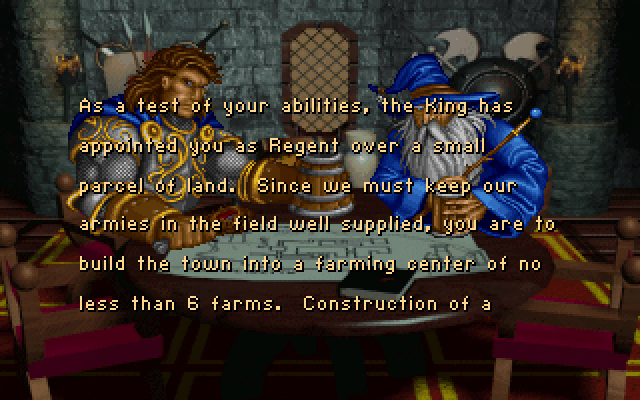 As a test of your abilities, the King has
appointed you as Regent over a small
parcel of land.  Since we must keep our
armies in the field well supplied, you are to
build the town into a farming center of no
less than 6 farms.  Construction of a